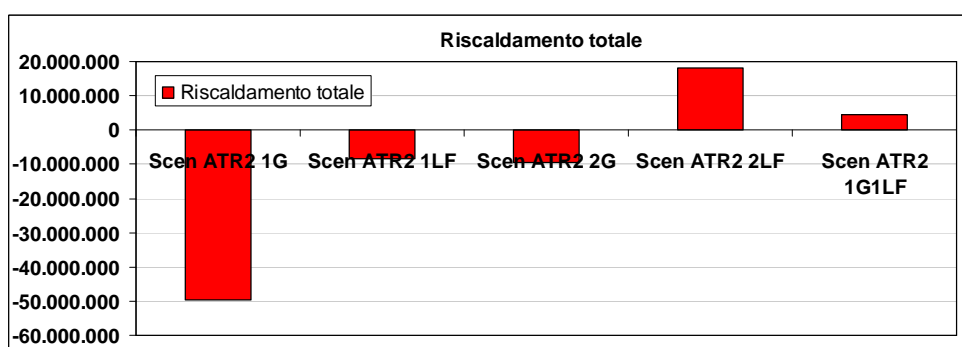 Riscaldamento totale
20.000.000
10.000.000
0
-10.000.000
-20.000.000
-30.000.000
-40.000.000
-50.000.000
-60.000.000
Riscaldamento totale
Scen ATR2 1G
Scen ATR2 1LF
Scen ATR2 2G
Scen ATR2 2LF
Scen ATR2
1G1LF